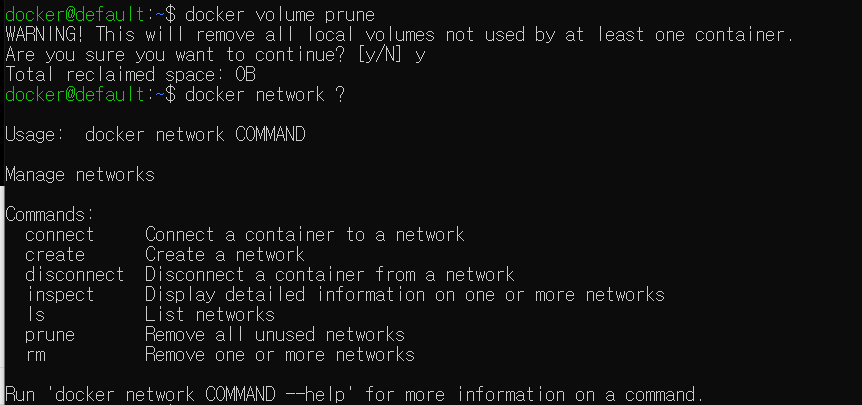 docker@default:~$ docker volume prune
WARNING! This will remove all local volumes not used by at least one container.
Are you sure you want to continue? [y/N] y
Total reclaimed space: 0B
docker@default:~$ docker network ?
Usage:  docker network COMMAND
Manage networks
Commands:
  connect     Connect a container to a network
  create      Create a network
  disconnect  Disconnect a container from a network
  inspect     Display detailed information on one or more networks
  ls          List networks
  prune       Remove all unused networks
  rm          Remove one or more networks
Run 'docker network COMMAND --help' for more information on a command.